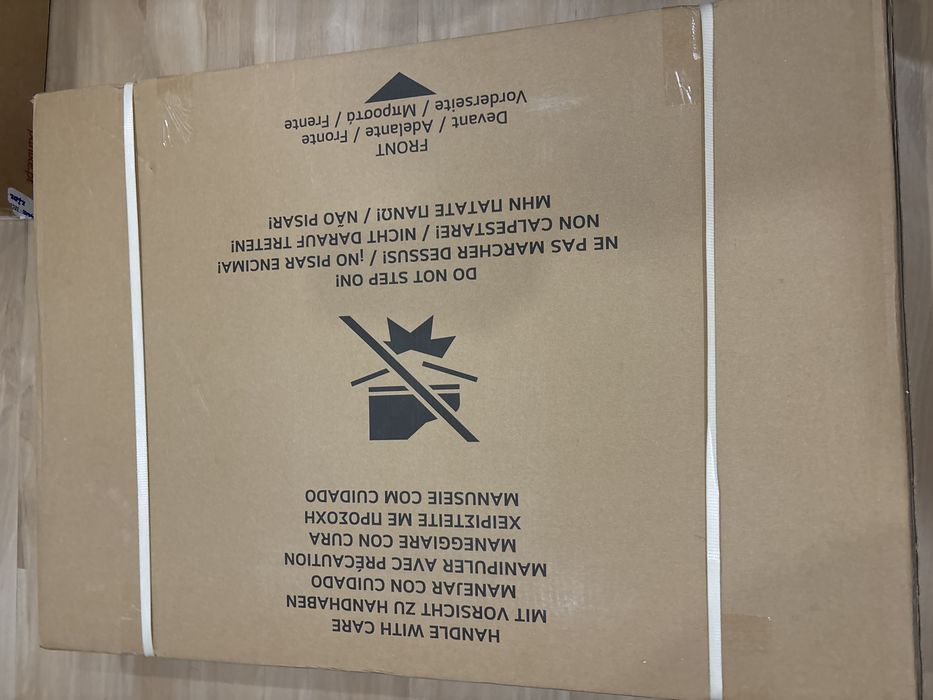 HANDLE WITH CARE
MIT VORSICHT ZU HANDHABEN
MANEJAR CON CUIDADO
MANIPULER AVEC PRÉCAUTION
MANEGGIARE CON CURA
ΧΕΙΡΙΣΤΕΙΤΕ ΜΕ ΠΡΟΣΟΧΗ
MANUSEIE COM CUIDADO
DO NOT STEP ON!
NE PAS MARCHER DESSUS! / ¡NO PISAR ENCIMA!
NON CALPESTARE! / NICHT DARAUF TRETEN!
ΜΗΝ ΠΑΤΑΤΕ ΠΑΝΩ! / NÃO PISAR!
FRONT
Devant / Adelante / Fronte
Vorderseite / Μπροστά / Frente